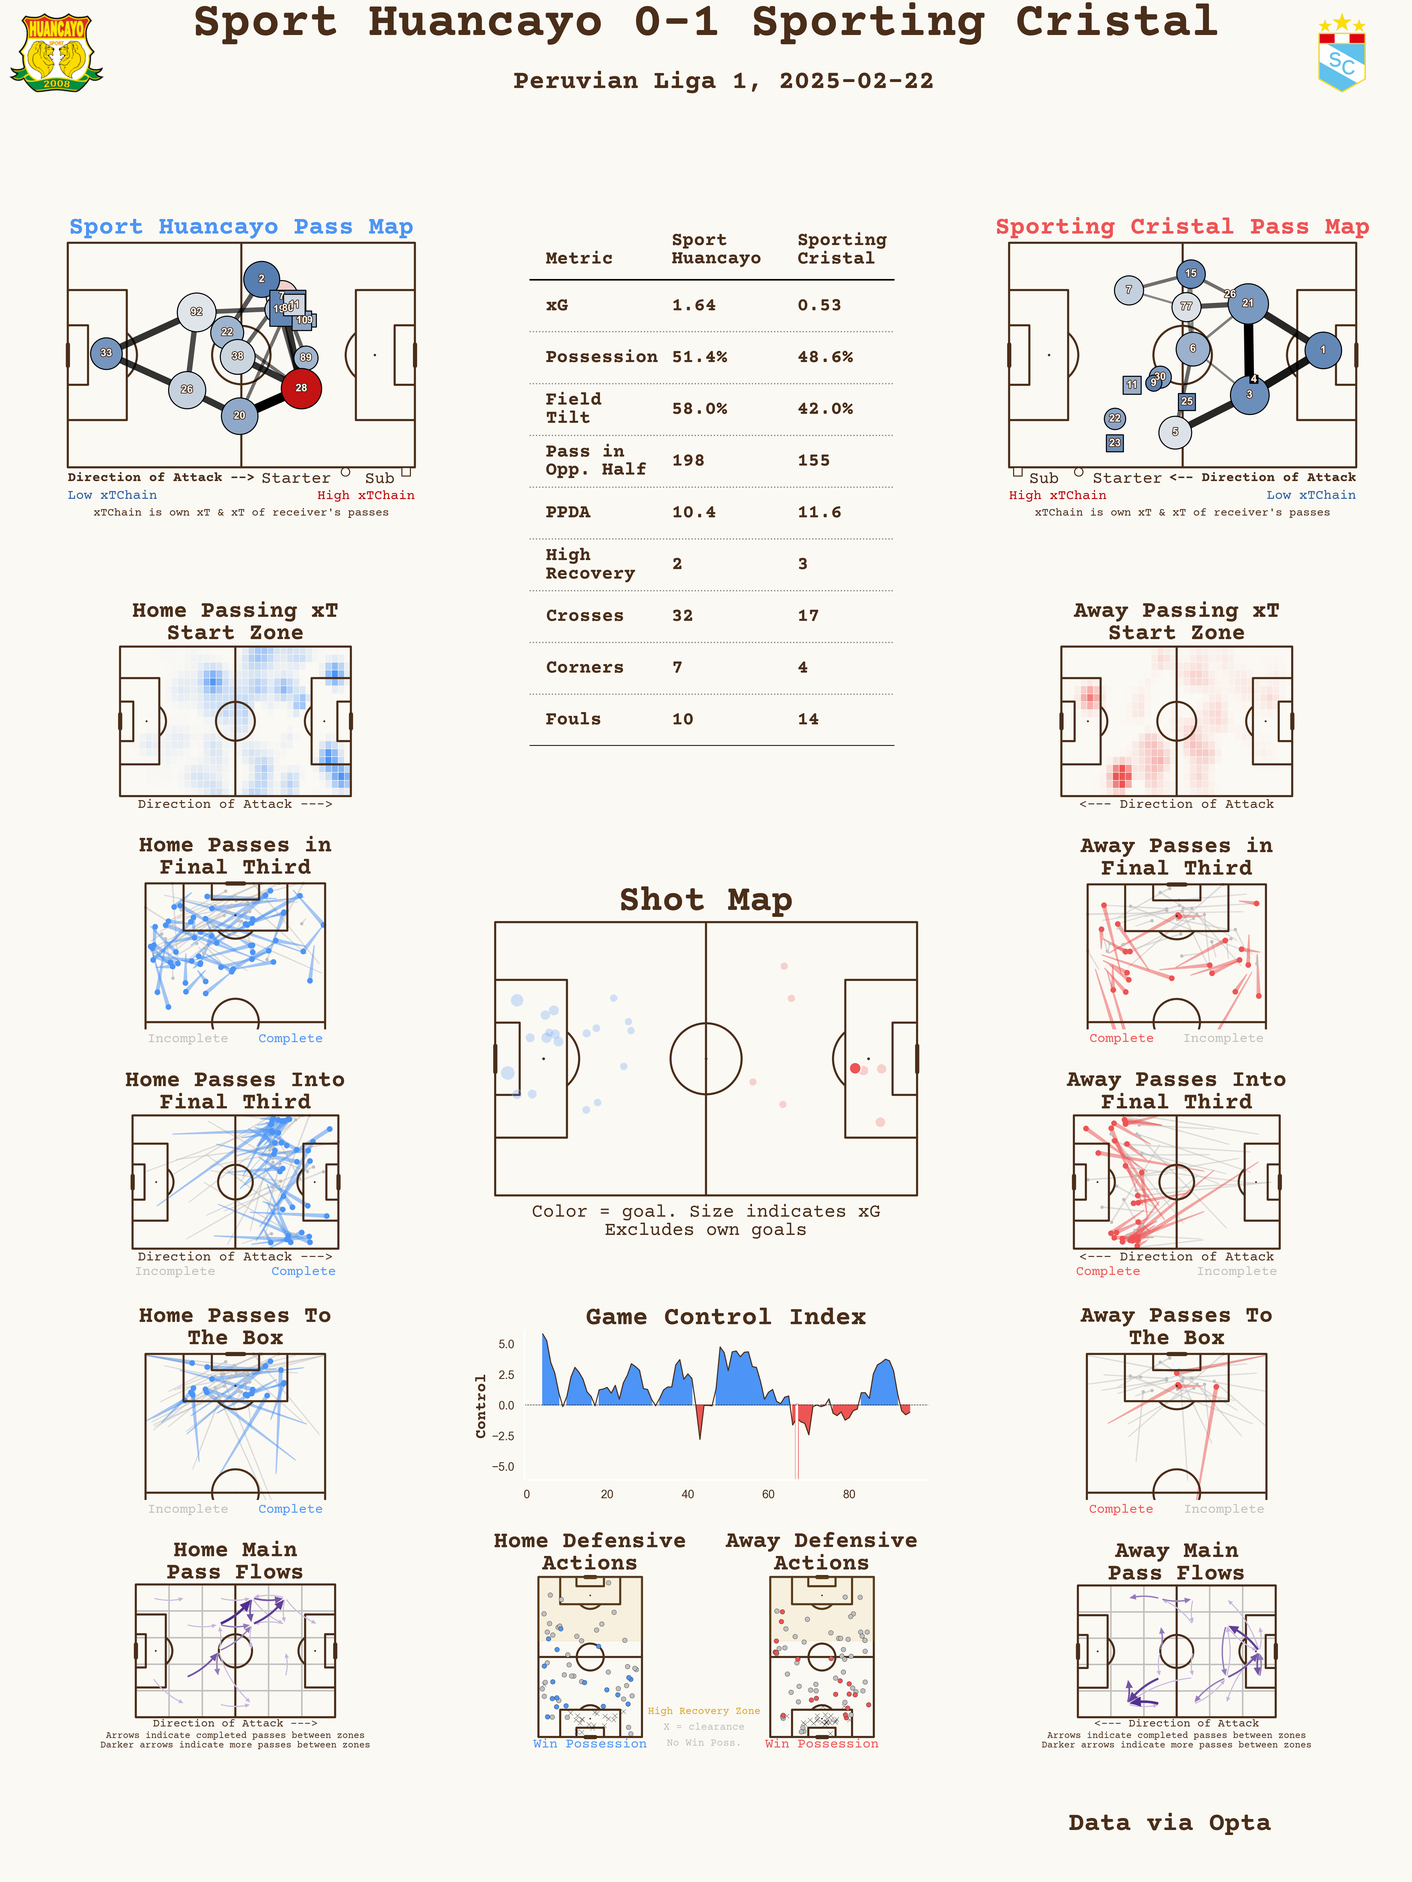 Sport Huancayo 0-1 Sporting Cristal
Peruvian Liga 1, 2025-02-22
HUANCAYO
SPORT
2008
SC
Sport Huancayo Pass Map
2
7
11
92
10
9
22
33
38
89
28
26
20
Direction of Attack --> Starter Sub
Low xTChain High xTChain
xTChain is own xT & xT of receiver's passes
Metric Sport Huancayo Sporting Cristal
xG 1.64 0.53
Possession 51.4% 48.6%
Field Tilt 58.0% 42.0%
Pass in Opp. Half 198 155
PPDA 10.4 11.6
High Recovery 2 3
Crosses 32 17
Corners 7 4
Fouls 10 14
Sporting Cristal Pass Map
15
7
26
21
77
6
1
30
4
11
9
3
25
22
5
23
Sub Starter <-- Direction of Attack
High xTChain Low xTChain
xTChain is own xT & xT of receiver's passes
Home Passing xT
Start Zone
Direction of Attack --->
Away Passing xT
Start Zone
<--- Direction of Attack
Home Passes in
Final Third
Incomplete Complete
Away Passes in
Final Third
Complete Incomplete
Shot Map
Color = goal. Size indicates xG
Excludes own goals
Home Passes Into
Final Third
Direction of Attack --->
Incomplete Complete
Away Passes Into
Final Third
<--- Direction of Attack
Complete Incomplete
Home Passes To
The Box
Incomplete Complete
Game Control Index
Control
5.0
2.5
0.0
−2.5
−5.0
0 20 40 60 80
Away Passes To
The Box
Complete Incomplete
Home Main
Pass Flows
Direction of Attack --->
Arrows indicate completed passes between zones
Darker arrows indicate more passes between zones
Home Defensive
Actions
Win Possession
High Recovery Zone
X = clearance
No Win Poss.
Away Defensive
Actions
Win Possession
Away Main
Pass Flows
<--- Direction of Attack
Arrows indicate completed passes between zones
Darker arrows indicate more passes between zones
Data via Opta